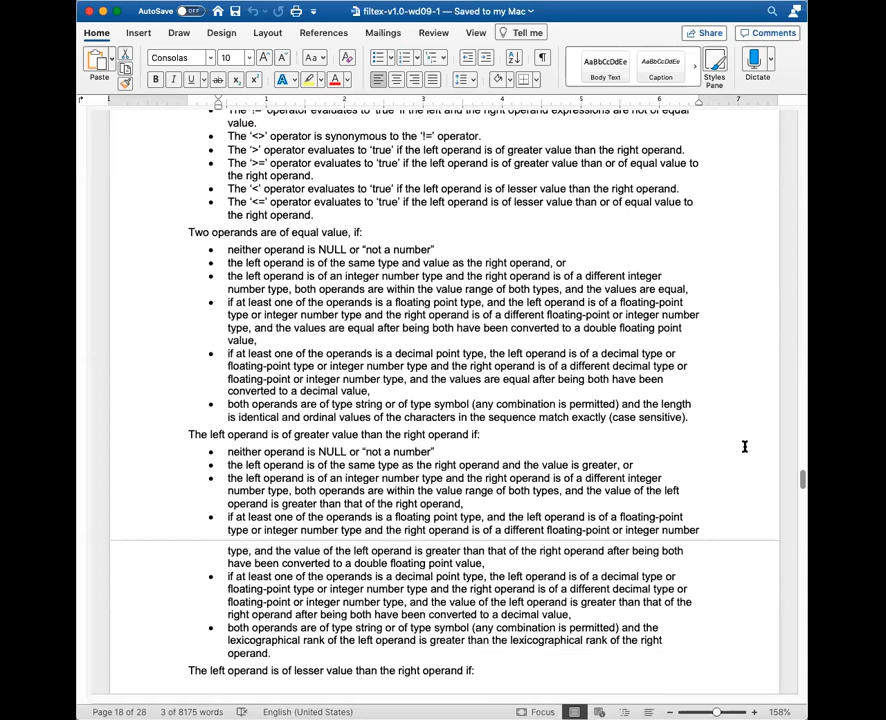 AutoSave OFF
filtex-v1.0-wd09-1 — Saved to my Mac
Home Insert Draw Design Layout References Mailings Review View Tell me
Share Comments
Paste
Consolas 10
Aa
AaBbCcDdEe AaBbCcDdEe
Body Text Caption
Styles Pane
Dictate
1 1 2 3 4 5 6 7
The ‘!=’ operator evaluates to ‘true’ if the left and the right operand expressions are not of equal
value.
• The ‘<>’ operator is synonymous to the ‘!=’ operator.
• The ‘>’ operator evaluates to ‘true’ if the left operand is of greater value than the right operand.
• The ‘>=’ operator evaluates to ‘true’ if the left operand is of greater value than or of equal value to
the right operand.
• The ‘<’ operator evaluates to ‘true’ if the left operand is of lesser value than the right operand.
• The ‘<=’ operator evaluates to ‘true’ if the left operand is of lesser value than or of equal value to
the right operand.
Two operands are of equal value, if:
• neither operand is NULL or “not a number”
• the left operand is of the same type and value as the right operand, or
• the left operand is of an integer number type and the right operand is of a different integer
number type, both operands are within the value range of both types, and the values are equal,
• if at least one of the operands is a floating point type, and the left operand is of a floating-point
type or integer number type and the right operand is of a different floating-point or integer number
type, and the values are equal after being both have been converted to a double floating point
value,
• if at least one of the operands is a decimal point type, the left operand is of a decimal type or
floating-point type or integer number type and the right operand is of a different decimal type or
floating-point or integer number type, and the values are equal after being both have been
converted to a decimal value,
• both operands are of type string or of type symbol (any combination is permitted) and the length
is identical and ordinal values of the characters in the sequence match exactly (case sensitive).
The left operand is of greater value than the right operand if:
• neither operand is NULL or “not a number”
• the left operand is of the same type as the right operand and the value is greater, or
• the left operand is of an integer number type and the right operand is of a different integer
number type, both operands are within the value range of both types, and the value of the left
operand is greater than that of the right operand,
• if at least one of the operands is a floating point type, and the left operand is of a floating-point
type or integer number type and the right operand is of a different floating-point or integer number
type, and the value of the left operand is greater than that of the right operand after being both
have been converted to a double floating point value,
• if at least one of the operands is a decimal point type, the left operand is of a decimal type or
floating-point type or integer number type and the right operand is of a different decimal type or
floating-point or integer number type, and the value of the left operand is greater than that of the
right operand after being both have been converted to a decimal value,
• both operands are of type string or of type symbol (any combination is permitted) and the
lexicographical rank of the left operand is greater than the lexicographical rank of the right
operand.
The left operand is of lesser value than the right operand if:
Page 18 of 28 3 of 8175 words English (United States) Focus 158%